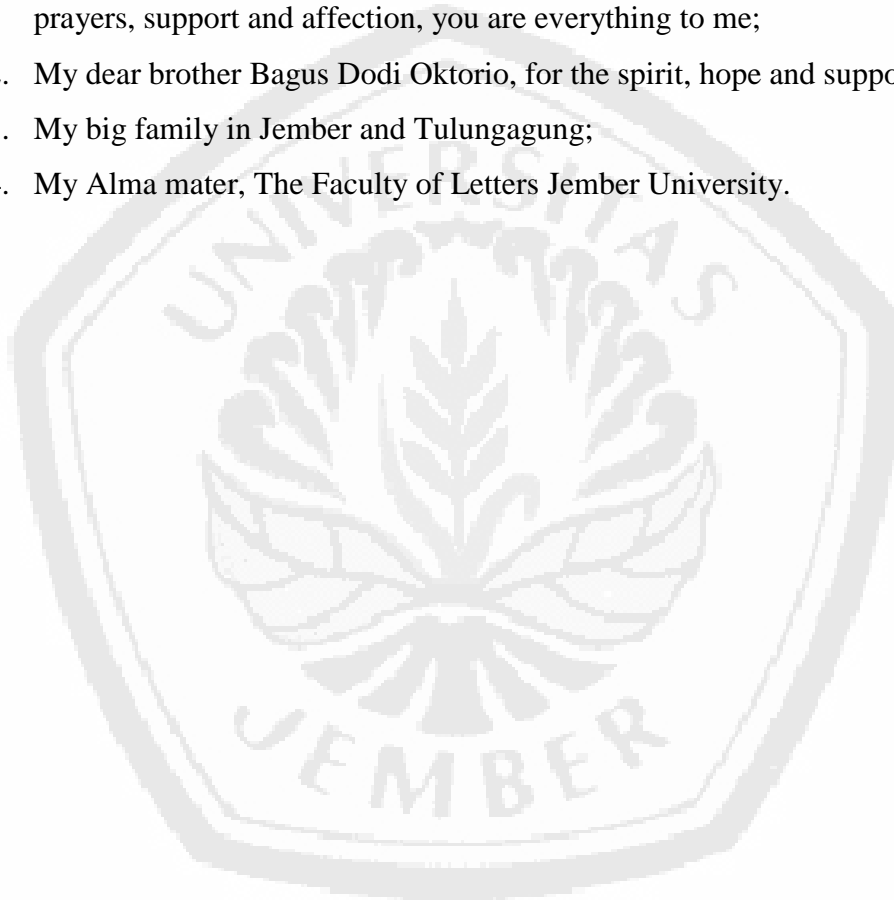 prayers, support and affection, you are everything to me;
. My dear brother Bagus Dodi Oktorio, for the spirit, hope and suppo
. My big family in Jember and Tulungagung;
. My Alma mater, The Faculty of Letters Jember University.
UNIVERSITAS
JEMBER